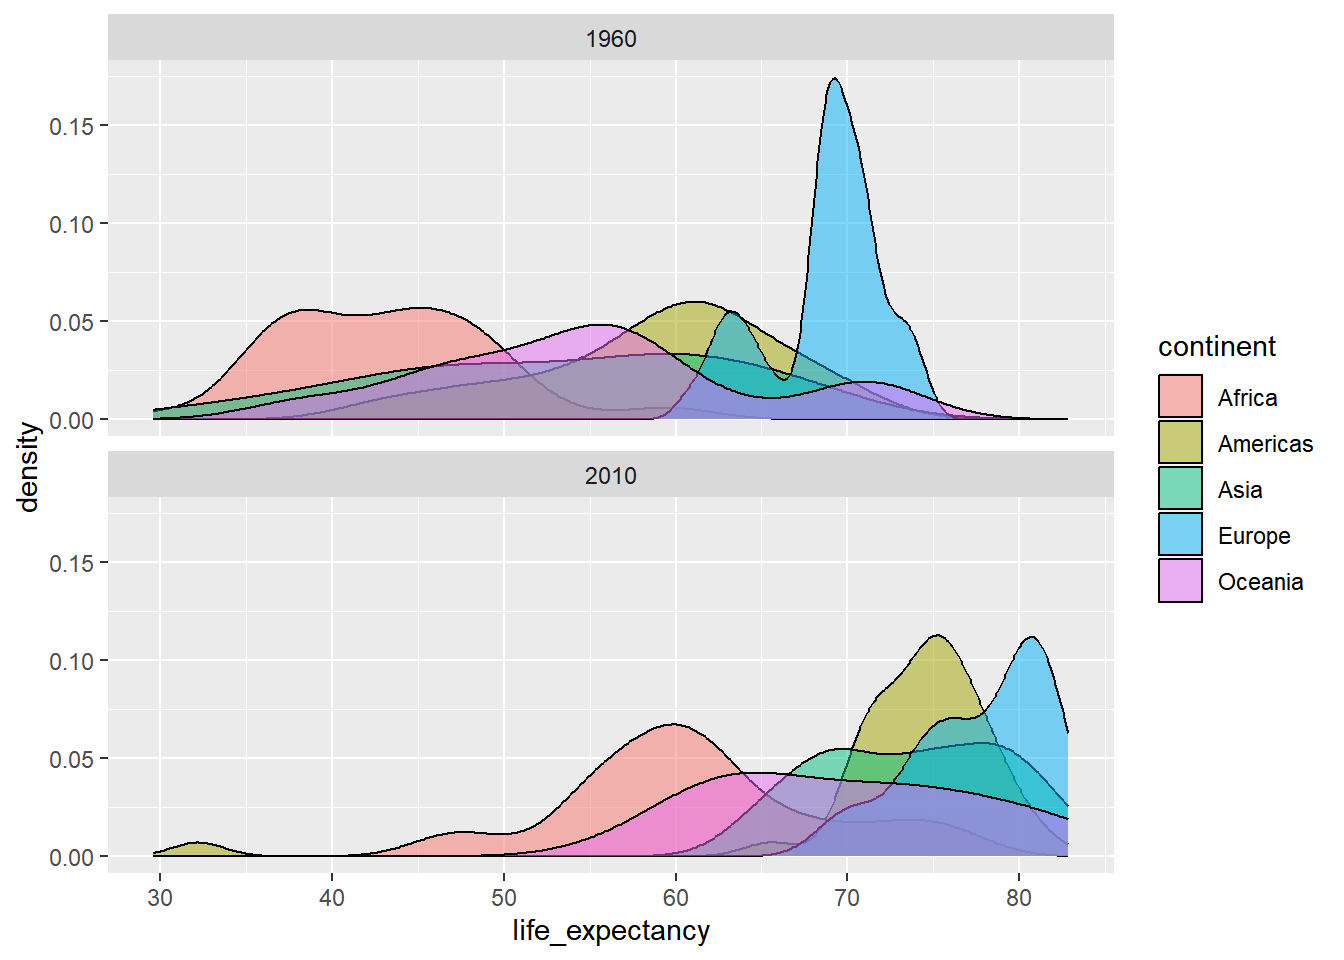 1960
0.15
0.10
0.05
0.00
density
2010
0.15
0.10
0.05
0.00
30 40 50 60 70 80
life_expectancy
continent
Africa
Americas
Asia
Europe
Oceania